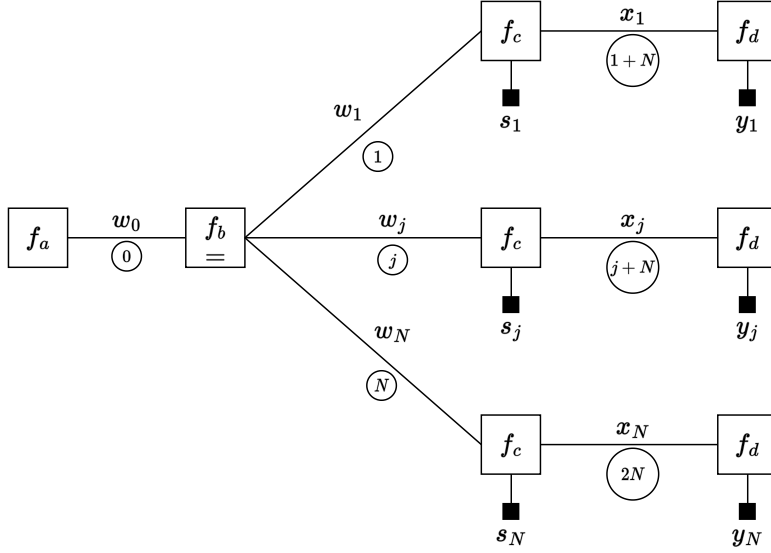 f_c x_1 f_d
1 + N
s_1 y_1
w_1
1
f_a w_0 f_b = w_j f_c x_j f_d
0 j j + N
s_j y_j
w_N
N
f_c x_N f_d
2N
s_N y_N